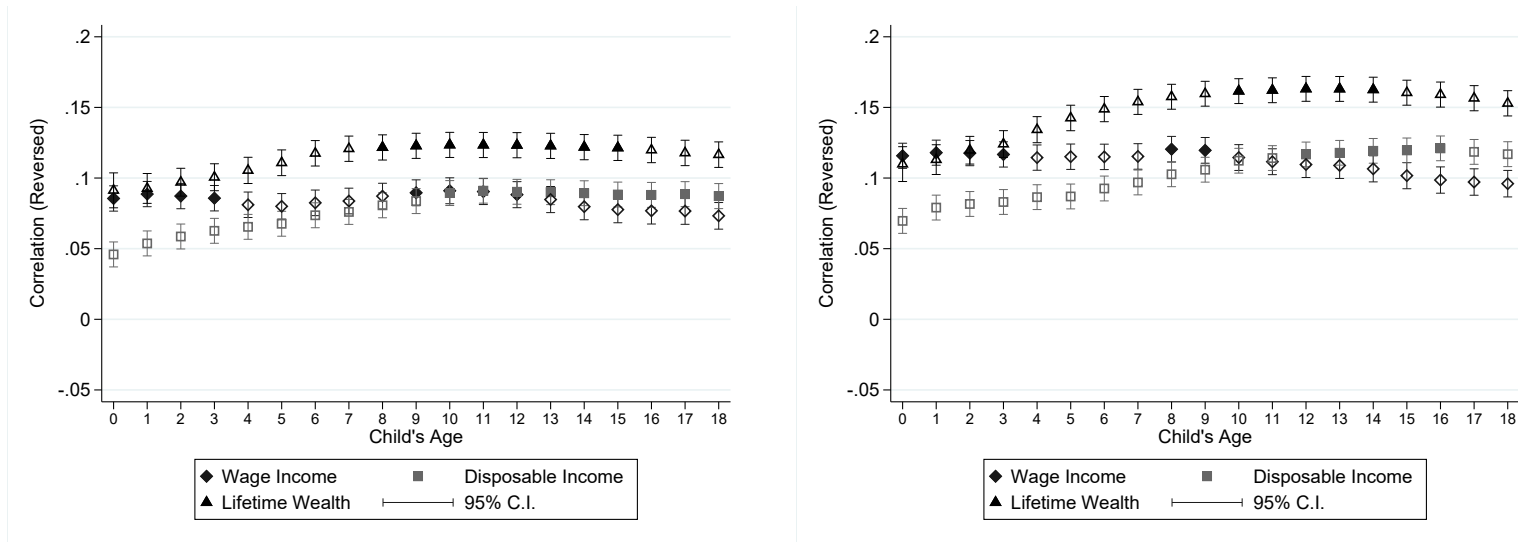 .2
.15
.1
.05
0
-.05
Correlation (Reversed)
0 1 2 3 4 5 6 7 8 9 10 11 12 13 14 15 16 17 18
Child's Age
Wage Income
Disposable Income
Lifetime Wealth
95% C.I.
.2
.15
.1
.05
0
-.05
Correlation (Reversed)
0 1 2 3 4 5 6 7 8 9 10 11 12 13 14 15 16 17 18
Child's Age
Wage Income
Disposable Income
Lifetime Wealth
95% C.I.